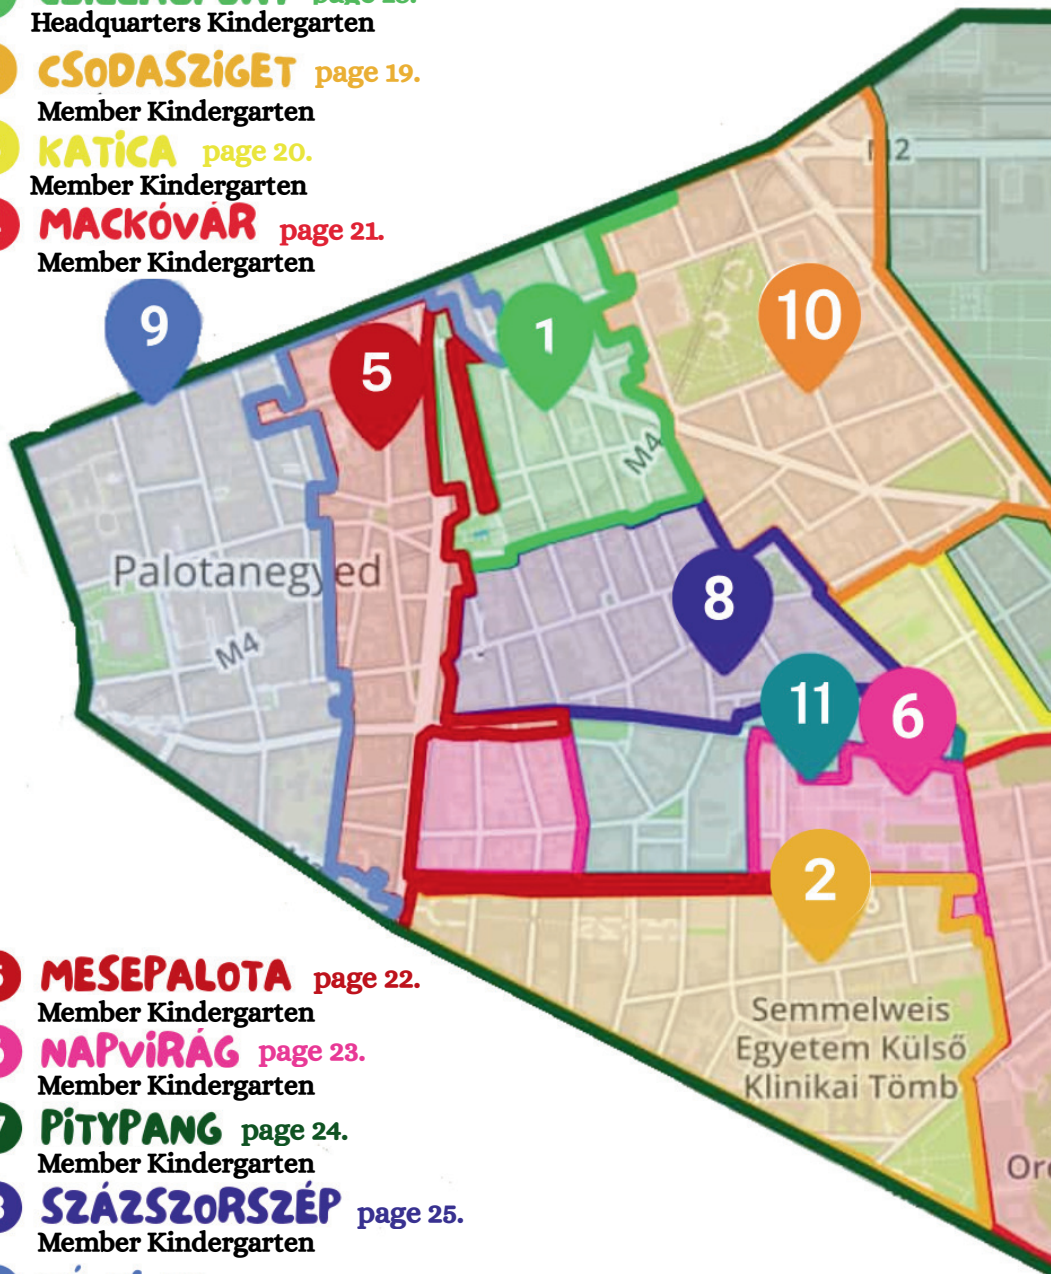 Headquarters Kindergarten
CSODASZIGET page 19.
Member Kindergarten
KATICA page 20.
Member Kindergarten
MACKÓVÁR page 21.
Member Kindergarten
9
5
1
10
M4
8
Palotanegyed
M4
11
6
2
Semmelweis
Egyetem Külső
Klinikai Tömb
MESEPALOTA page 22.
Member Kindergarten
NAPVIRÁG page 23.
Member Kindergarten
PITYPANG page 24.
Member Kindergarten
SZÁZSZORSZÉP page 25.
Member Kindergarten